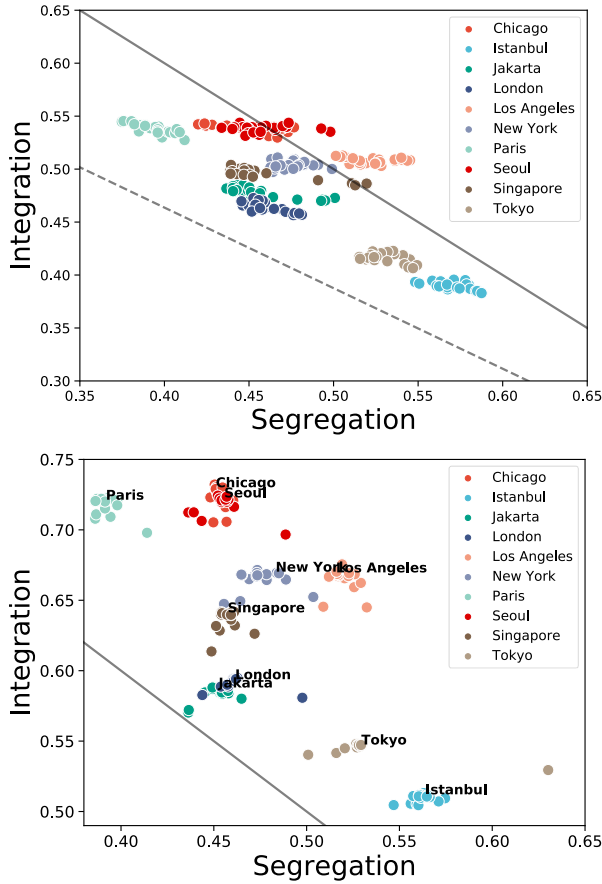 0.65
0.60
0.55
0.50
0.45
0.40
0.35
0.30
Integration
Chicago
Istanbul
Jakarta
London
Los Angeles
New York
Paris
Seoul
Singapore
Tokyo
0.35 0.40 0.45 0.50 0.55 0.60 0.65
Segregation
0.75
0.70
0.65
0.60
0.55
0.50
Integration
Paris
Chicago
Seoul
New York
Los Angeles
Singapore
London
Jakarta
Tokyo
Istanbul
Chicago
Istanbul
Jakarta
London
Los Angeles
New York
Paris
Seoul
Singapore
Tokyo
0.40 0.45 0.50 0.55 0.60 0.65
Segregation